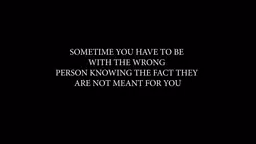 SOMETIME YOU HAVE TO BE
WITH THE WRONG
PERSON KNOWING THE FACT THEY
ARE NOT MEANT FOR YOU